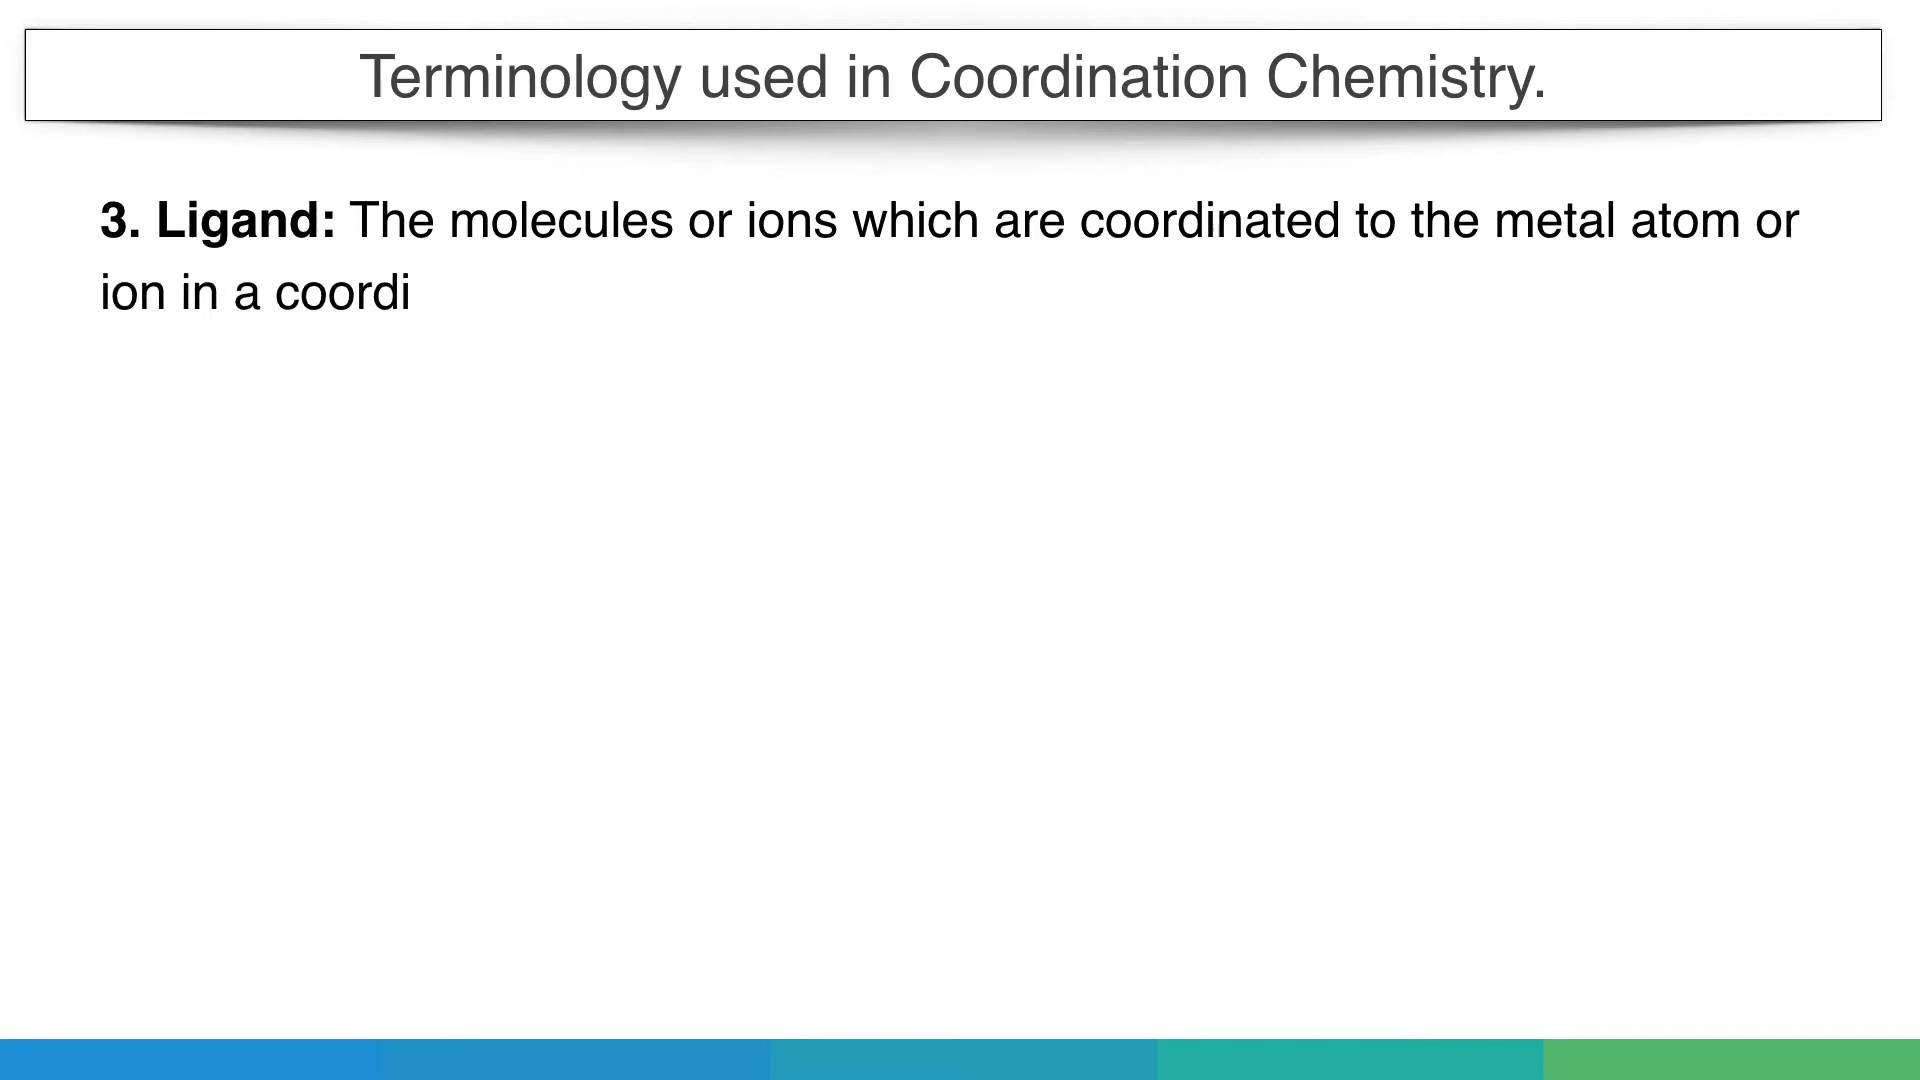 Terminology used in Coordination Chemistry.
3. Ligand: The molecules or ions which are coordinated to the metal atom or
ion in a coordi